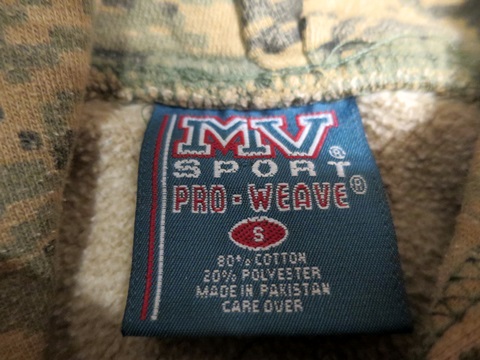 MV®
SPORT
PRO-WEAVE®
S
80% COTTON
20% POLYESTER
MADE IN PAKISTAN
CARE OVER